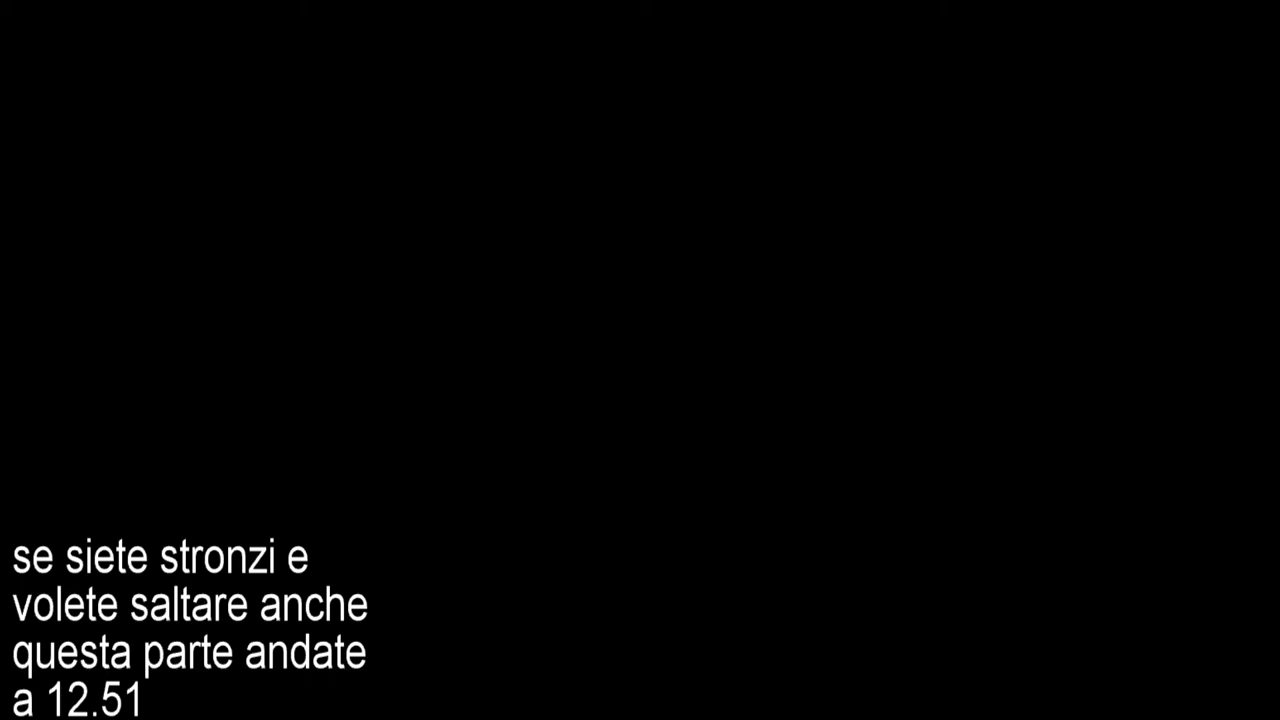 se siete stronzi e
volete saltare anche
questa parte andate
a 12.51